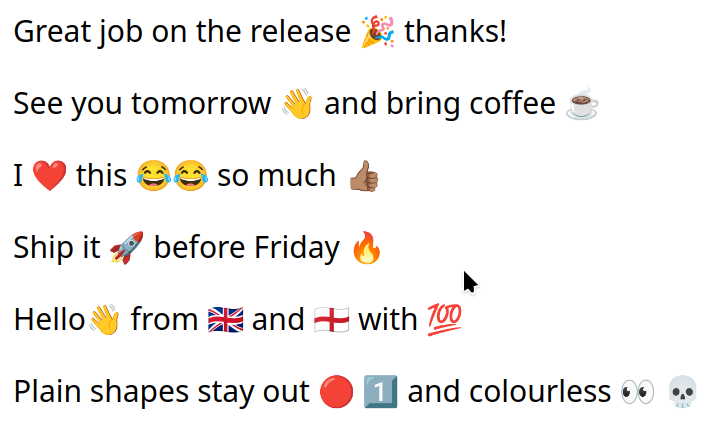 Great job on the release 🎉 thanks!
See you tomorrow 👋 and bring coffee ☕
I ❤️ this 😂😂 so much 👍🏽
Ship it 🚀 before Friday 🔥
Hello👋 from 🇬🇧 and 🏴󠁧󠁢󠁥󠁮󠁧󠁿 with 💯
Plain shapes stay out 🔴 1️⃣ and colourless 👀 💀